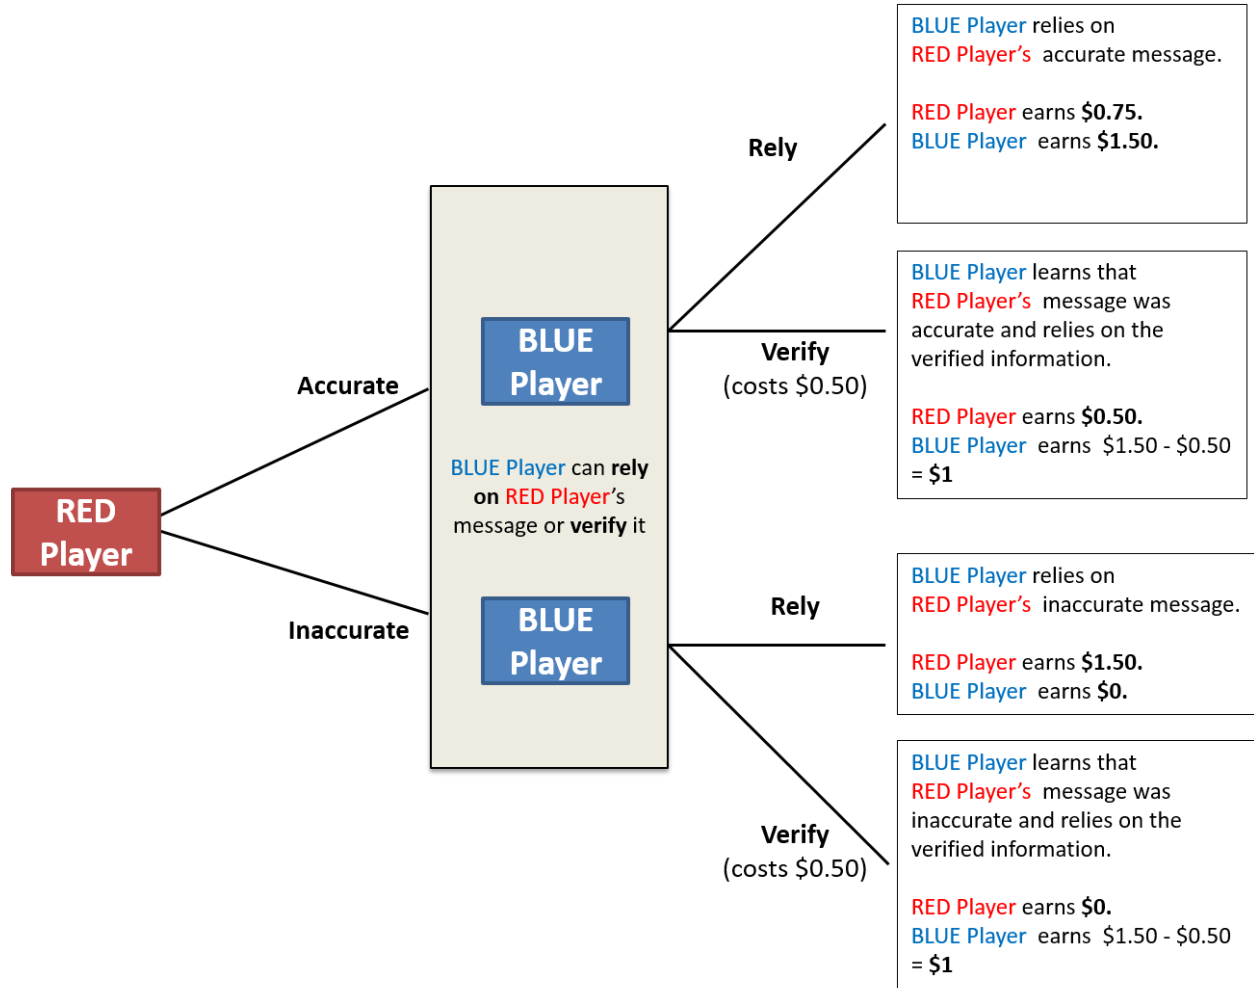 RED
Player
Accurate
Inaccurate
BLUE
Player
BLUE Player can rely
on RED Player's
message or verify it
BLUE
Player
Rely
Verify
(costs $0.50)
Rely
Verify
(costs $0.50)
BLUE Player relies on
RED Player's accurate message.
RED Player earns $0.75.
BLUE Player earns $1.50.
BLUE Player learns that
RED Player's message was
accurate and relies on the
verified information.
RED Player earns $0.50.
BLUE Player earns $1.50 - $0.50
= $1
BLUE Player relies on
RED Player's inaccurate message.
RED Player earns $1.50.
BLUE Player earns $0.
BLUE Player learns that
RED Player's message was
inaccurate and relies on the
verified information.
RED Player earns $0.
BLUE Player earns $1.50 - $0.50
= $1